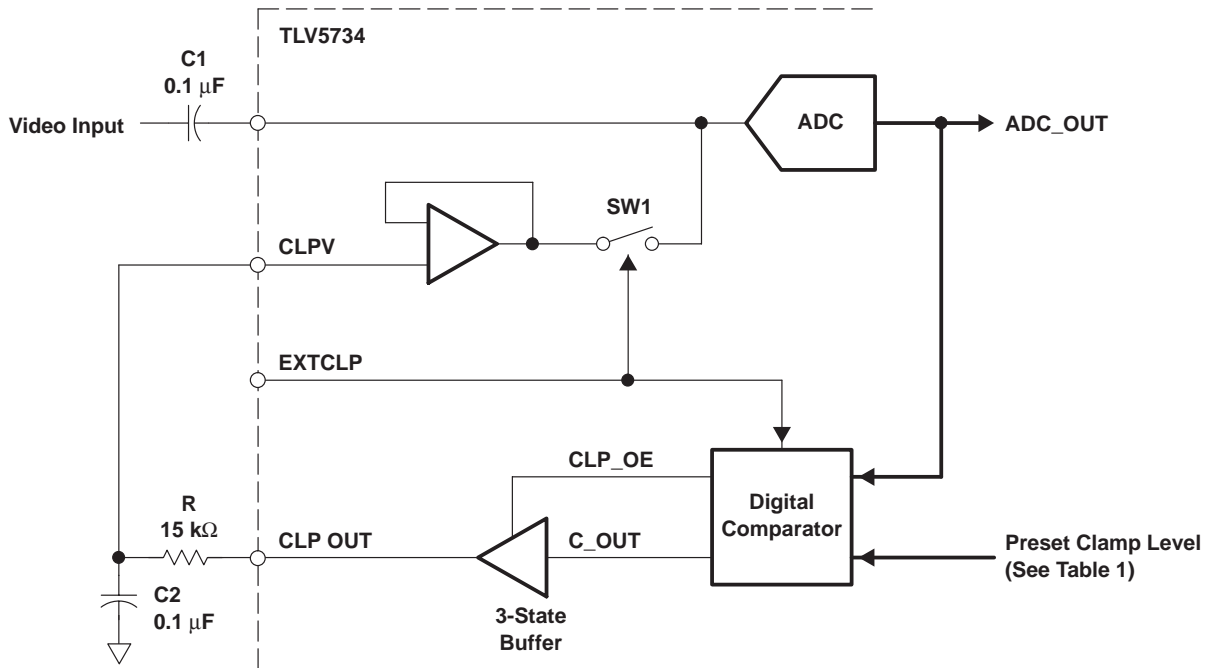 TLV5734
C1
0.1 μF
Video Input
ADC
ADC_OUT
SW1
CLPV
EXTCLP
CLP_OE
Digital
Comparator
R
15 kΩ
CLP OUT
C_OUT
Preset Clamp Level
(See Table 1)
C2
0.1 μF
3-State
Buffer